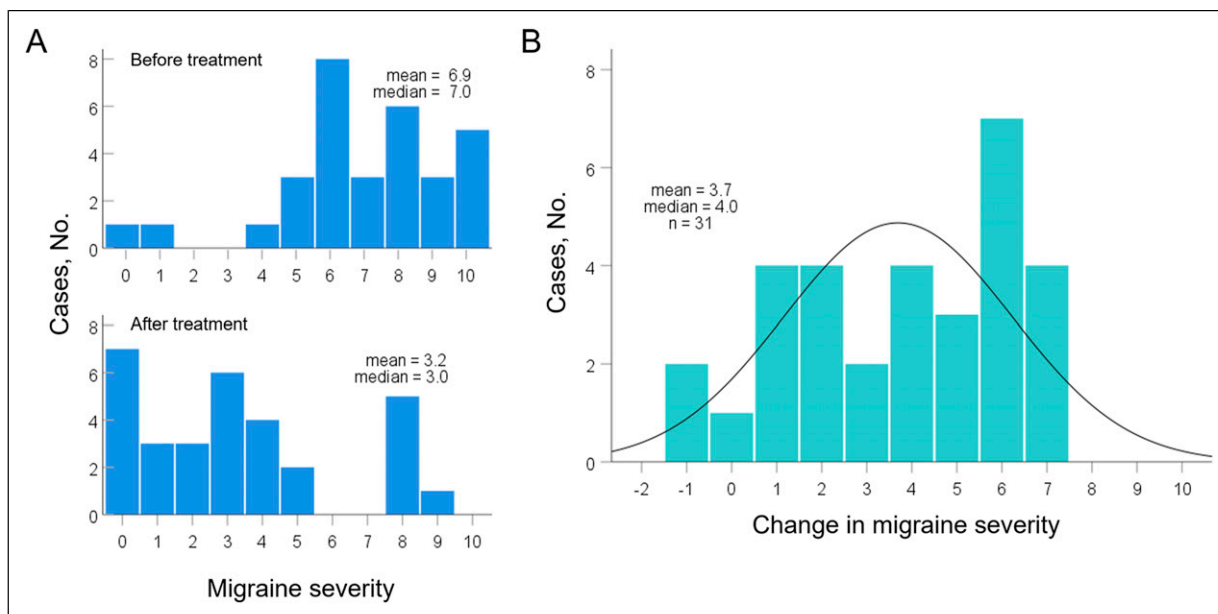 A
Before treatment
mean = 6.9
median = 7.0
8
6
4
2
0
0 1 2 3 4 5 6 7 8 9 10
Cases, No.
After treatment
mean = 3.2
median = 3.0
8
6
4
2
0
0 1 2 3 4 5 6 7 8 9 10
Migraine severity
B
mean = 3.7
median = 4.0
n = 31
8
6
4
2
0
Cases, No.
-2 -1 0 1 2 3 4 5 6 7 8 9 10
Change in migraine severity